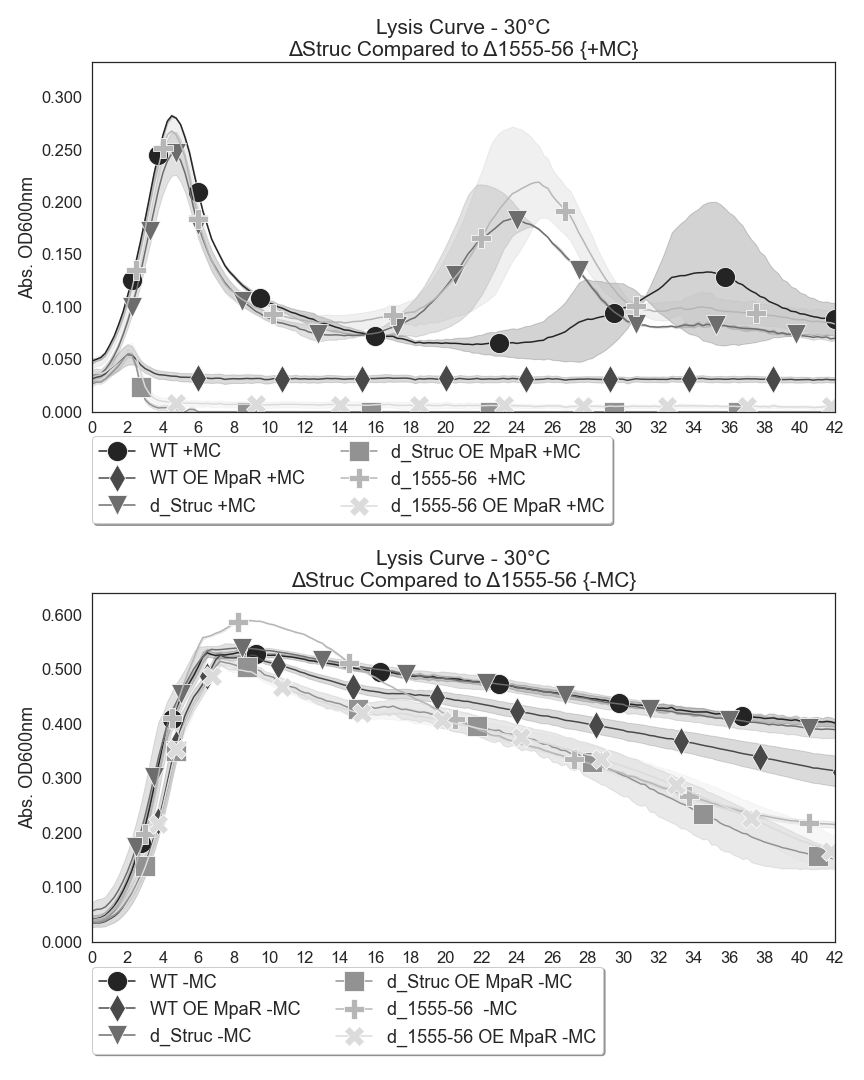 Lysis Curve - 30°C
ΔStruc Compared to Δ1555-56 {+MC}
Abs. OD600nm
0.300
0.250
0.200
0.150
0.100
0.050
0.000
0 2 4 6 8 10 12 14 16 18 20 22 24 26 28 30 32 34 36 38 40 42
WT +MC
WT OE MpaR +MC
d_Struc +MC
d_Struc OE MpaR +MC
d_1555-56  +MC
d_1555-56 OE MpaR +MC
Lysis Curve - 30°C
ΔStruc Compared to Δ1555-56 {-MC}
Abs. OD600nm
0.600
0.500
0.400
0.300
0.200
0.100
0.000
0 2 4 6 8 10 12 14 16 18 20 22 24 26 28 30 32 34 36 38 40 42
WT -MC
WT OE MpaR -MC
d_Struc -MC
d_Struc OE MpaR -MC
d_1555-56  -MC
d_1555-56 OE MpaR -MC